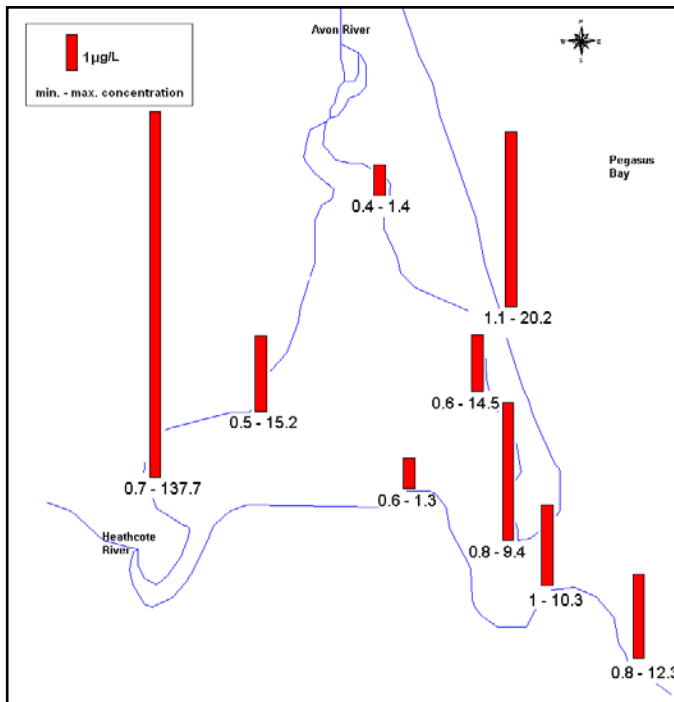 Avon River
1µg/L
min. - max. concentration
N
W E
S
Pegasus
Bay
0.4 - 1.4
1.1 - 20.2
0.6 - 14.5
0.5 - 15.2
0.6 - 1.3
0.7 - 137.7
Heathcote
River
0.8 - 9.4
1 - 10.3
0.8 - 12.3